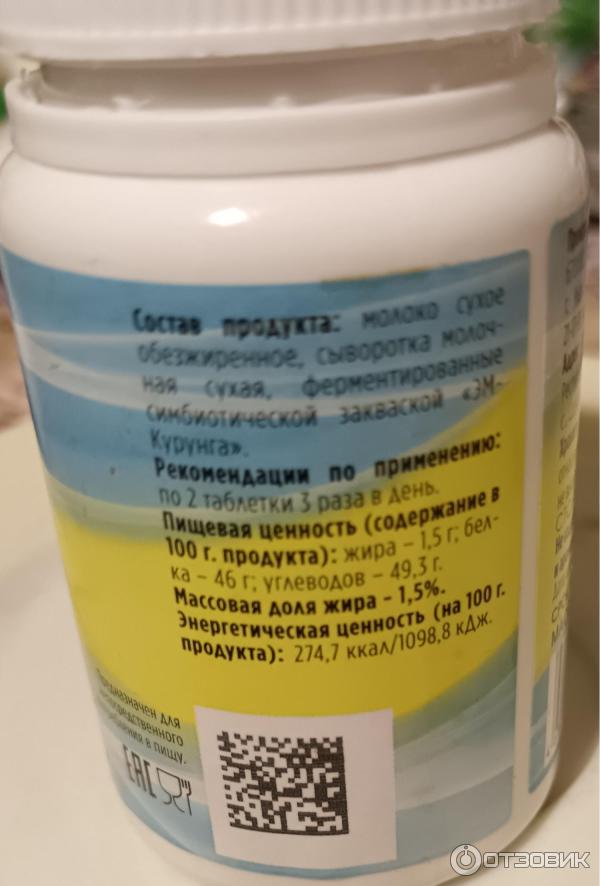 Состав продукта: молоко сухое
обезжиренное, сыворотка молоч-
ная сухая, ферментированные
симбиотической закваской «ЭМ-
Курунга».
Рекомендации по применению:
по 2 таблетки 3 раза в день.
Пищевая ценность (содержание в
100 г. продукта): жира – 1,5 г; бел-
ка – 46 г; углеводов – 49,3 г.
Массовая доля жира - 1,5%.
Энергетическая ценность (на 100 г.
продукта): 274,7 ккал/1098,8 кДж.
предназначен для
в пищу.
EAC
ОТЗОВИК